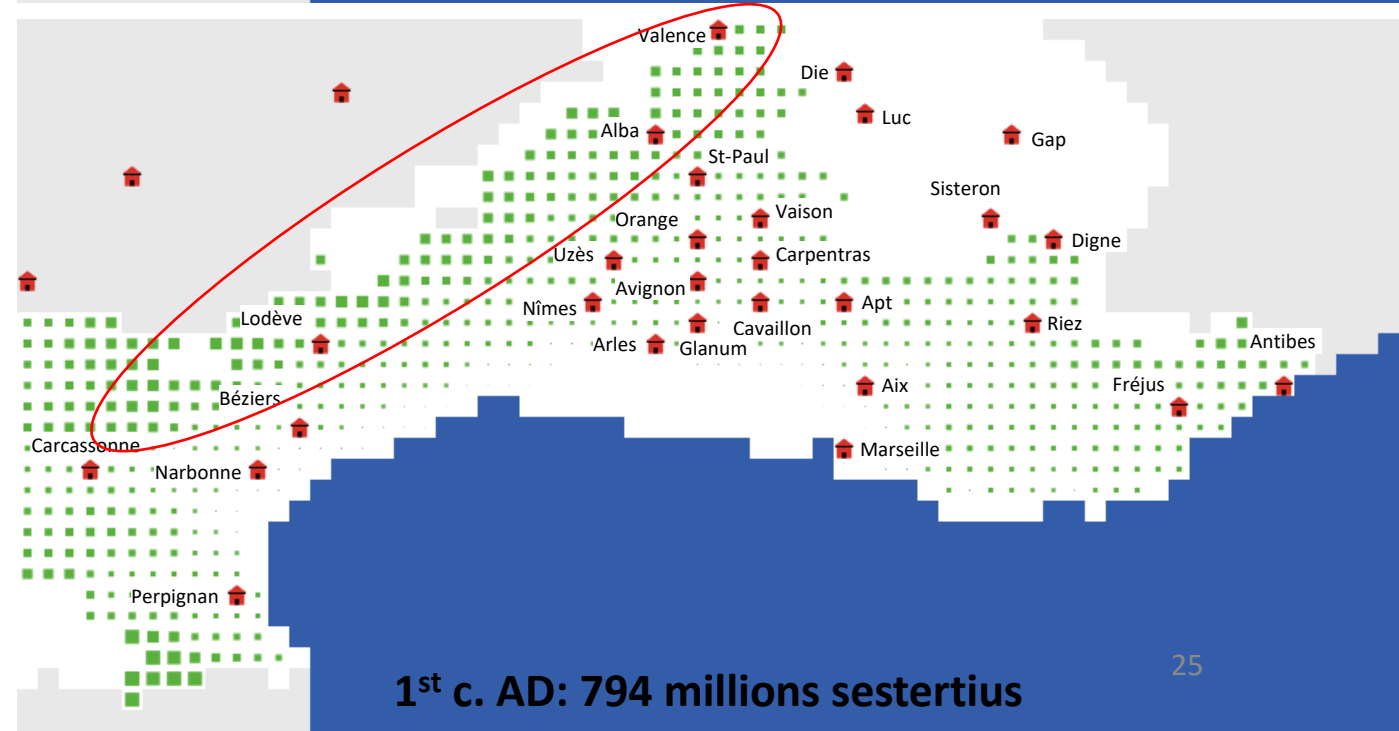 Valence
Die
Luc
Alba
Gap
St-Paul
Sisteron
Orange
Vaison
Digne
Uzès
Carpentras
Avignon
Nîmes
Apt
Lodève
Cavaillon
Riez
Arles
Glanum
Antibes
Aix
Fréjus
Béziers
Carcassonne
Marseille
Narbonne
Perpignan
25
1st c. AD: 794 millions sestertius